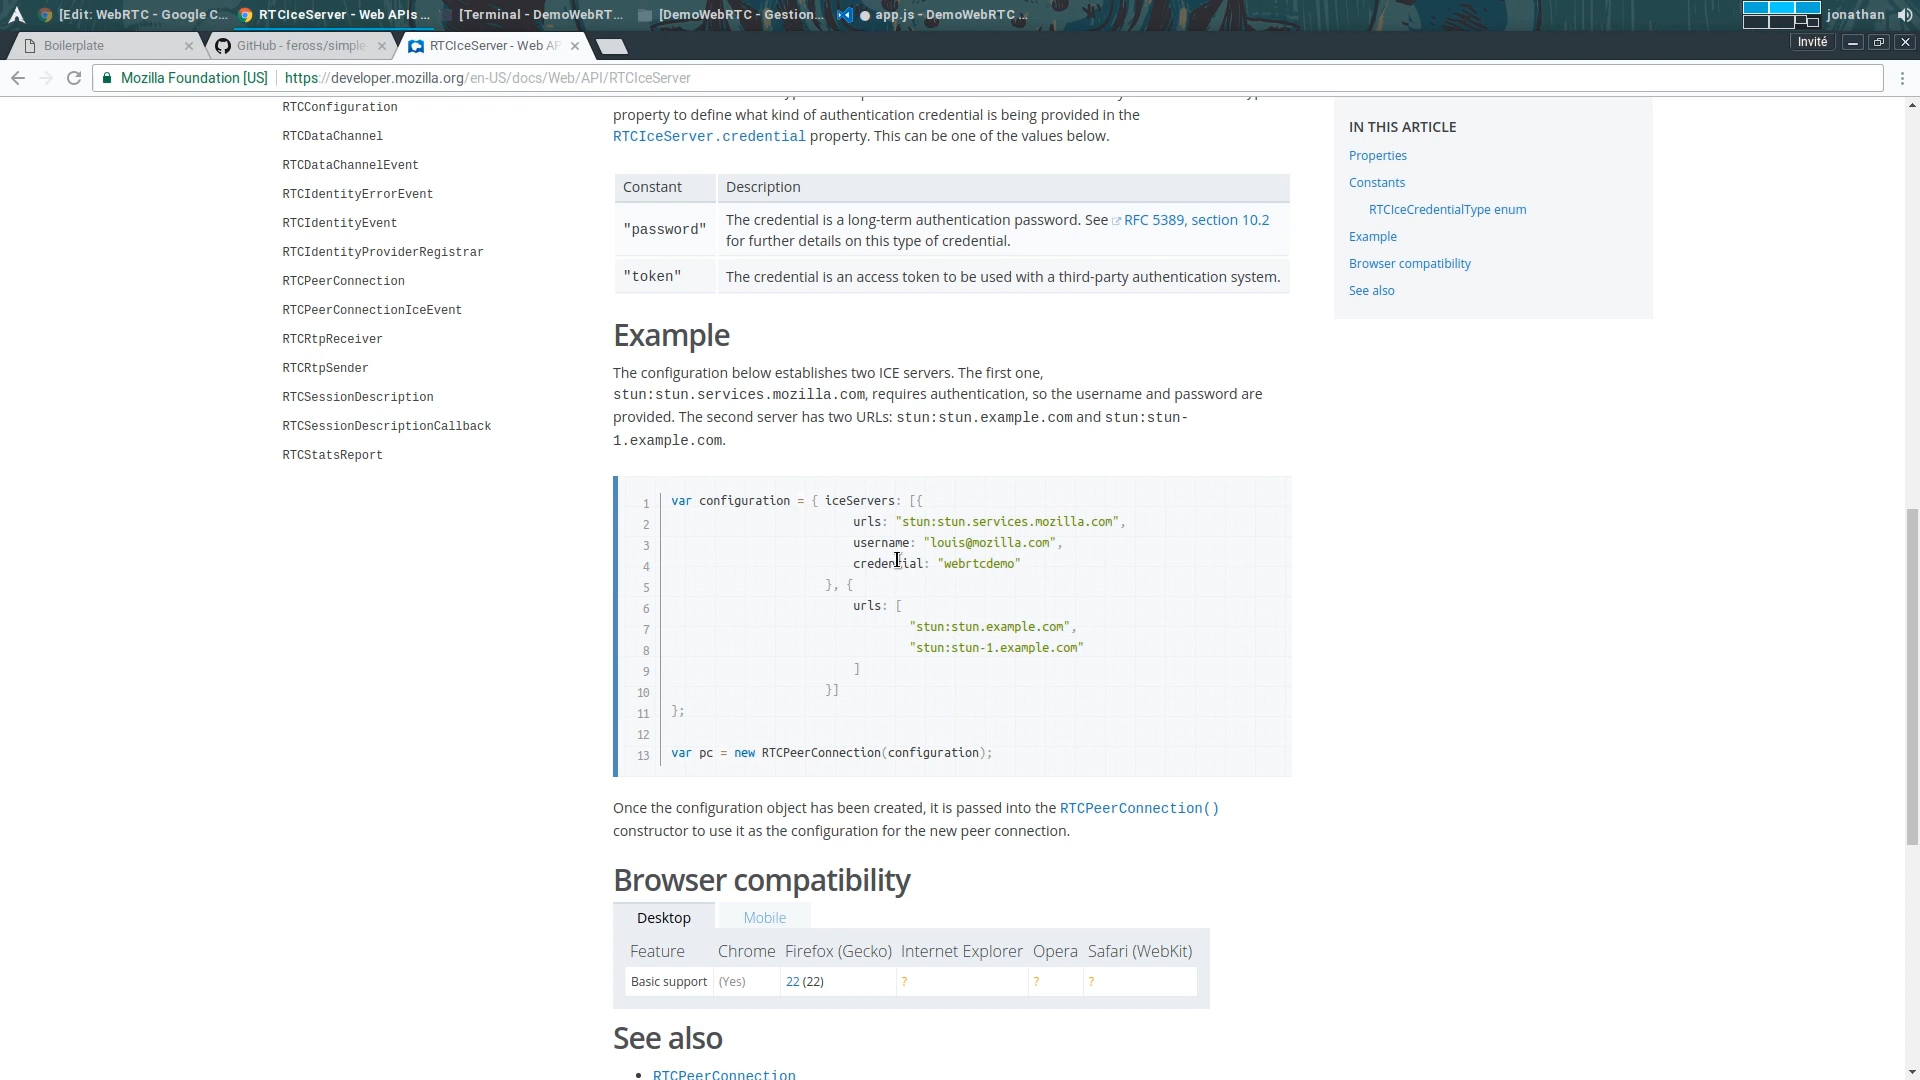 [Edit: WebRTC - Google C...
RTCIceServer - Web APIs ...
[Terminal - DemoWebRT...
[DemoWebRTC - Gestion...
app.js - DemoWebRTC ...
jonathan
Boilerplate
GitHub - feross/simple
RTCIceServer - Web AP
Invité
Mozilla Foundation [US]
https://developer.mozilla.org/en-US/docs/Web/API/RTCIceServer
RTCConfiguration
RTCDataChannel
RTCDataChannelEvent
RTCIdentityErrorEvent
RTCIdentityEvent
RTCIdentityProviderRegistrar
RTCPeerConnection
RTCPeerConnectionIceEvent
RTCRtpReceiver
RTCRtpSender
RTCSessionDescription
RTCSessionDescriptionCallback
RTCStatsReport
property to define what kind of authentication credential is being provided in the
RTCIceServer.credential property. This can be one of the values below.
Constant Description
"password" The credential is a long-term authentication password. See RFC 5389, section 10.2
for further details on this type of credential.
"token" The credential is an access token to be used with a third-party authentication system.
Example
The configuration below establishes two ICE servers. The first one,
stun:stun.services.mozilla.com, requires authentication, so the username and password are
provided. The second server has two URLs: stun:stun.example.com and stun:stun-
1.example.com.
1 var configuration = { iceServers: [{
2 urls: "stun:stun.services.mozilla.com",
3 username: "louis@mozilla.com",
4 credential: "webrtcdemo"
5 }, {
6 urls: [
7 "stun:stun.example.com",
8 "stun:stun-1.example.com"
9 ]
10 }]
11 };
12
13 var pc = new RTCPeerConnection(configuration);
Once the configuration object has been created, it is passed into the RTCPeerConnection()
constructor to use it as the configuration for the new peer connection.
Browser compatibility
Desktop Mobile
Feature Chrome Firefox (Gecko) Internet Explorer Opera Safari (WebKit)
Basic support (Yes) 22 (22) ? ? ?
See also
• RTCPeerConnection
IN THIS ARTICLE
Properties
Constants
RTCIceCredentialType enum
Example
Browser compatibility
See also